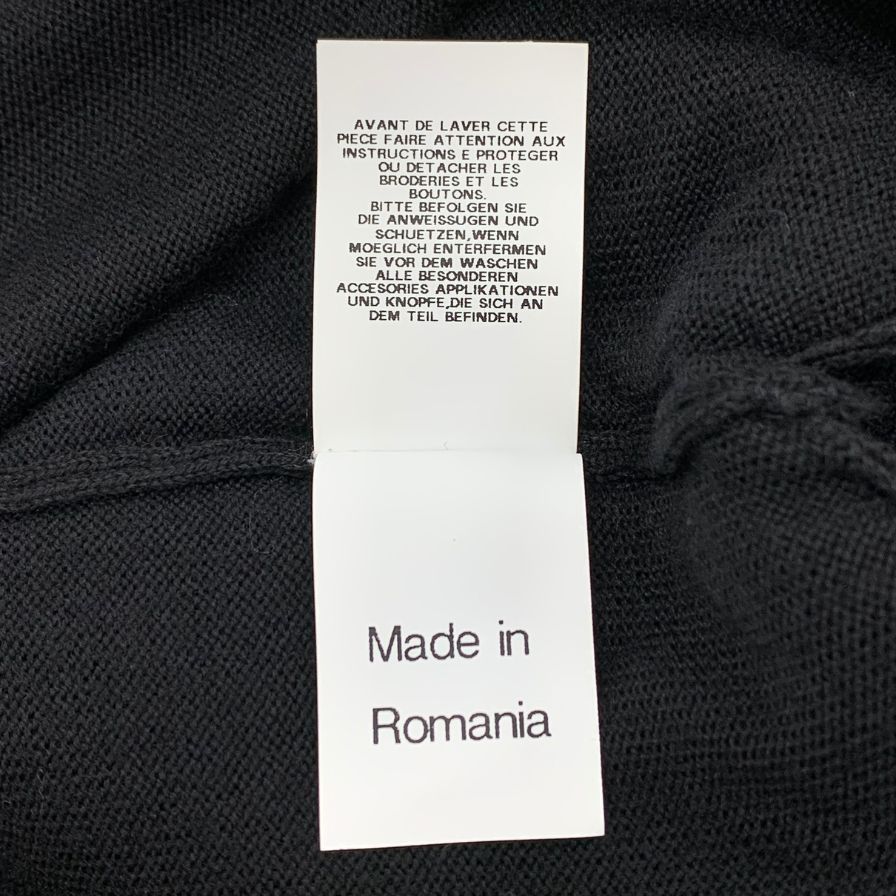 AVANT DE LAVER CETTE
PIECE FAIRE ATTENTION AUX
INSTRUCTIONS E PROTEGER
OU DETACHER LES
BRODERIES ET LES
BOUTONS.
BITTE BEFOLGEN SIE
DIE ANWEISSUGEN UND
SCHUETZEN,WENN
MOEGLICH ENTERFERMEN
SIE VOR DEM WASCHEN
ALLE BESONDEREN
ACCESORIES APPLIKATIONEN
UND KNOPFE,DIE SICH AN
DEM TEIL BEFINDEN.
Made in
Romania